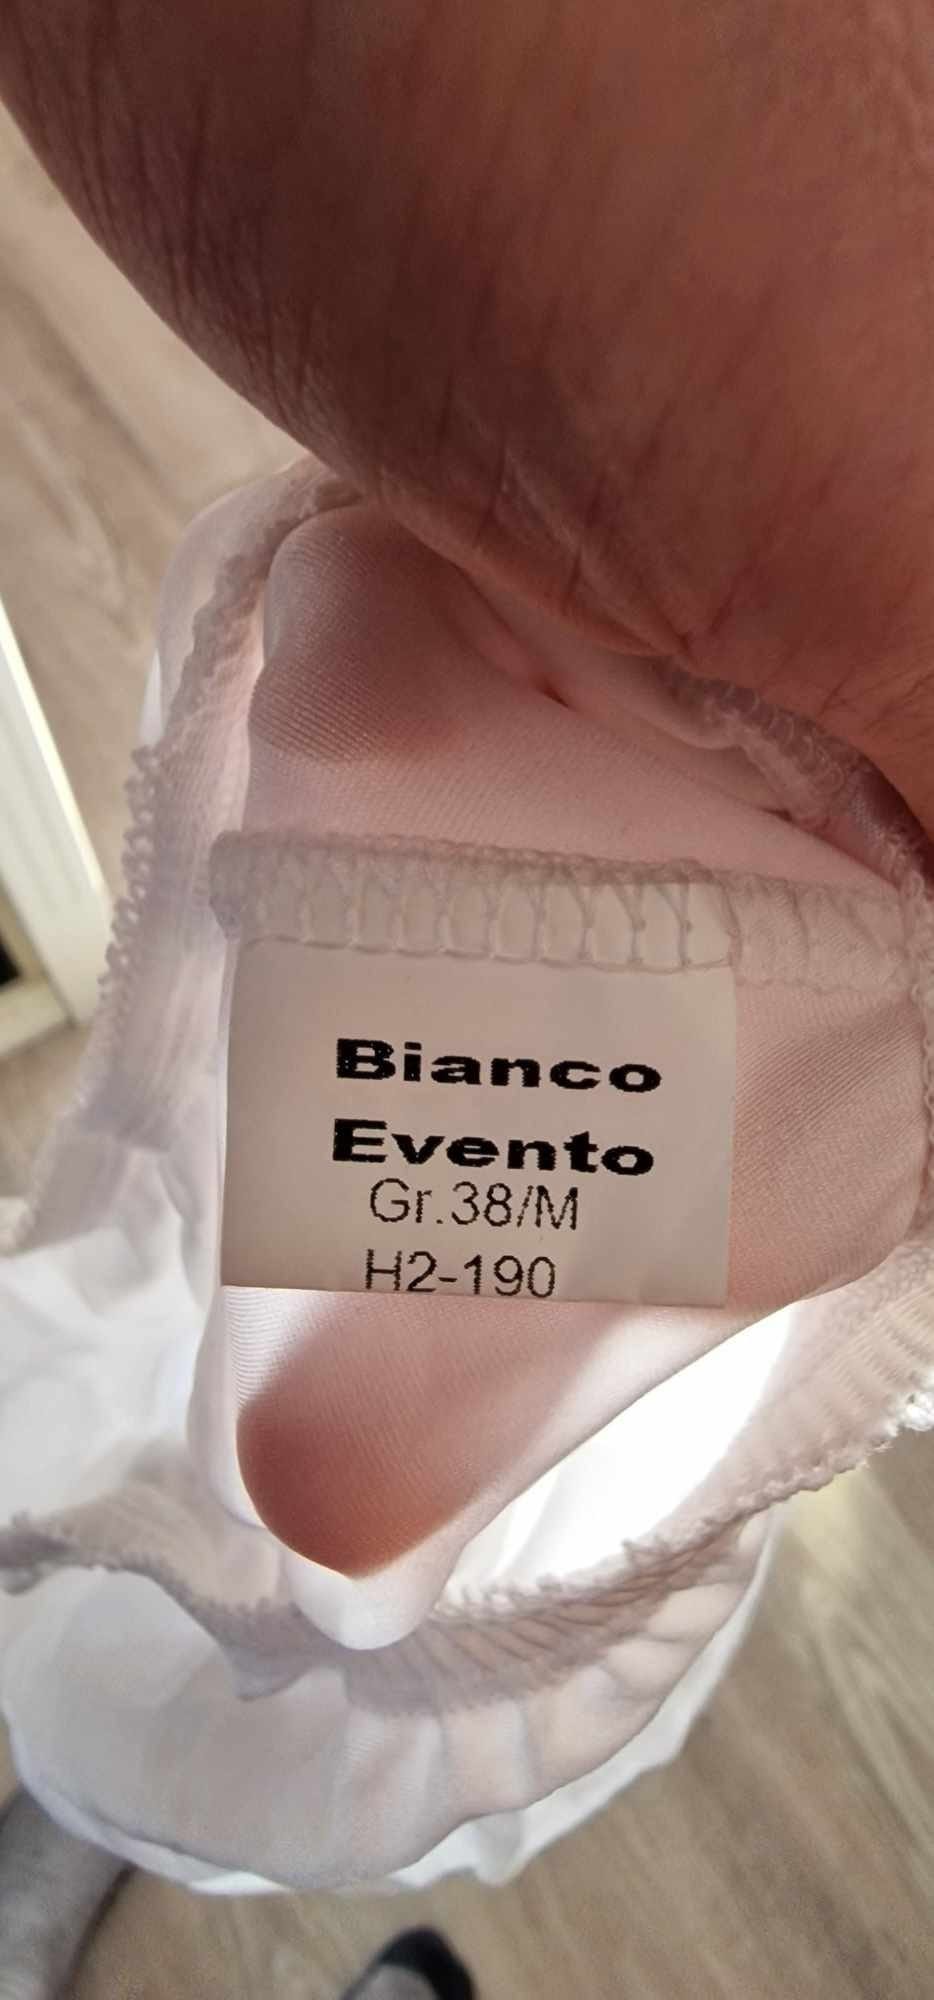 Bianco
Evento
Gr.38/M
H2-190